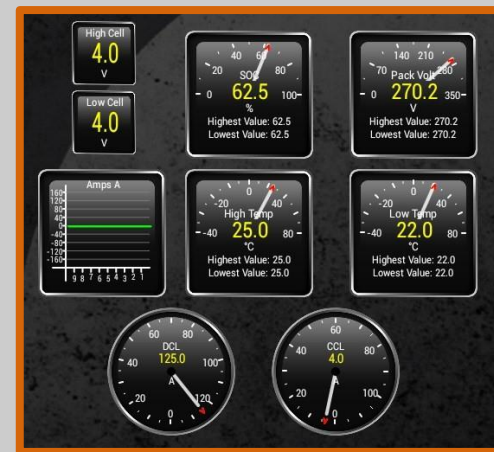 High Cell
4.0
V
Low Cell
4.0
V
0 20 40 60 80 100
SOC
62.5
%
Highest Value: 62.5
Lowest Value: 62.5
0 70 140 210 280 350
Pack Volt
270.2
V
Highest Value: 270.2
Lowest Value: 270.2
Amps A
160
120
80
40
0
-40
-80
-120
-160
9 8 7 6 5 4 3 2 1
-40 -20 0 40 80
High Temp
25.0
°C
Highest Value: 25.0
Lowest Value: 25.0
-40 -20 0 40 80
Low Temp
22.0
°C
Highest Value: 22.0
Lowest Value: 22.0
0 20 40 60 80 100 120
DCL
125.0
A
0 20 40 60 80 100
CCL
4.0
A